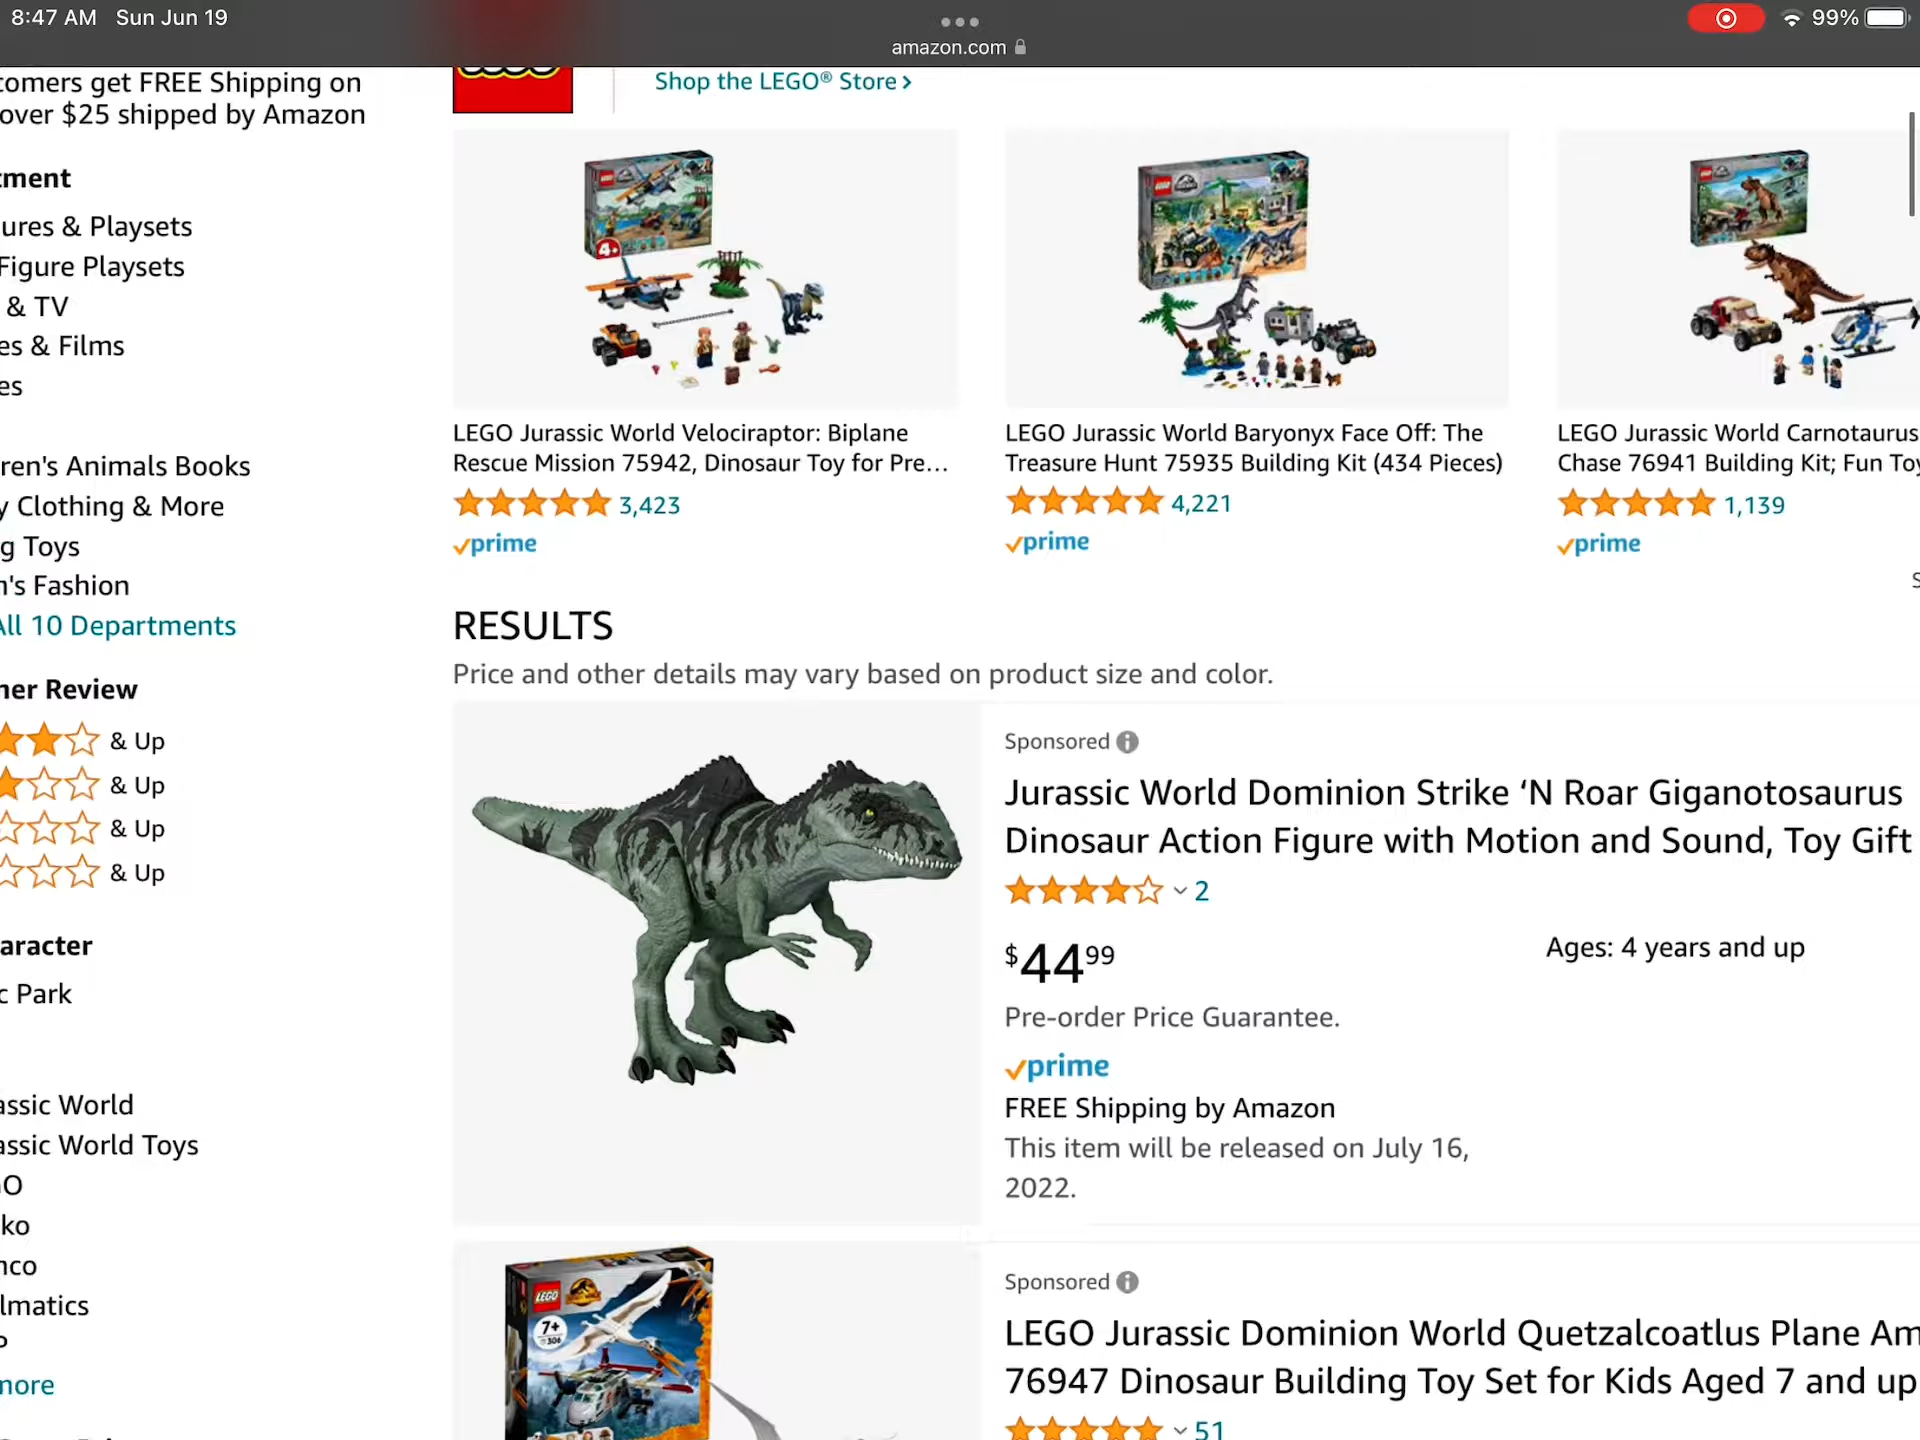 8:47 AM Sun Jun 19
99%
amazon.com
tomers get FREE Shipping on
over $25 shipped by Amazon
Shop the LEGO® Store
tment
ures & Playsets
Figure Playsets
& TV
es & Films
es
ren's Animals Books
y Clothing & More
g Toys
n's Fashion
All 10 Departments
LEGO Jurassic World Velociraptor: Biplane
Rescue Mission 75942, Dinosaur Toy for Pre...
3,423
prime
LEGO Jurassic World Baryonyx Face Off: The
Treasure Hunt 75935 Building Kit (434 Pieces)
4,221
prime
LEGO Jurassic World Carnotaurus
Chase 76941 Building Kit; Fun Toy
1,139
prime
RESULTS
Price and other details may vary based on product size and color.
ner Review
& Up
& Up
& Up
& Up
aracter
c Park
assic World
assic World Toys
GO
ko
nco
lmatics
more
Sponsored
Jurassic World Dominion Strike ‘N Roar Giganotosaurus
Dinosaur Action Figure with Motion and Sound, Toy Gift
2
$44.99
Ages: 4 years and up
Pre-order Price Guarantee.
prime
FREE Shipping by Amazon
This item will be released on July 16,
2022.
LEGO
7+
306
Sponsored
LEGO Jurassic Dominion World Quetzalcoatlus Plane Am
76947 Dinosaur Building Toy Set for Kids Aged 7 and up
51